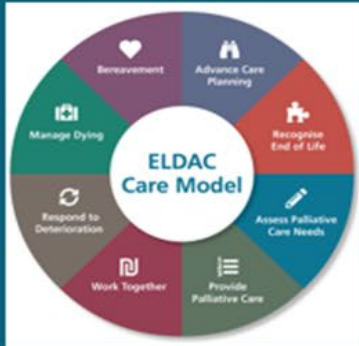 ELDAC
Care Model
Advance Care
Planning
Recognise
End of Life
Assess Palliative
Care Needs
Provide
Palliative Care
Work Together
Respond to
Deterioration
Manage Dying
Bereavement